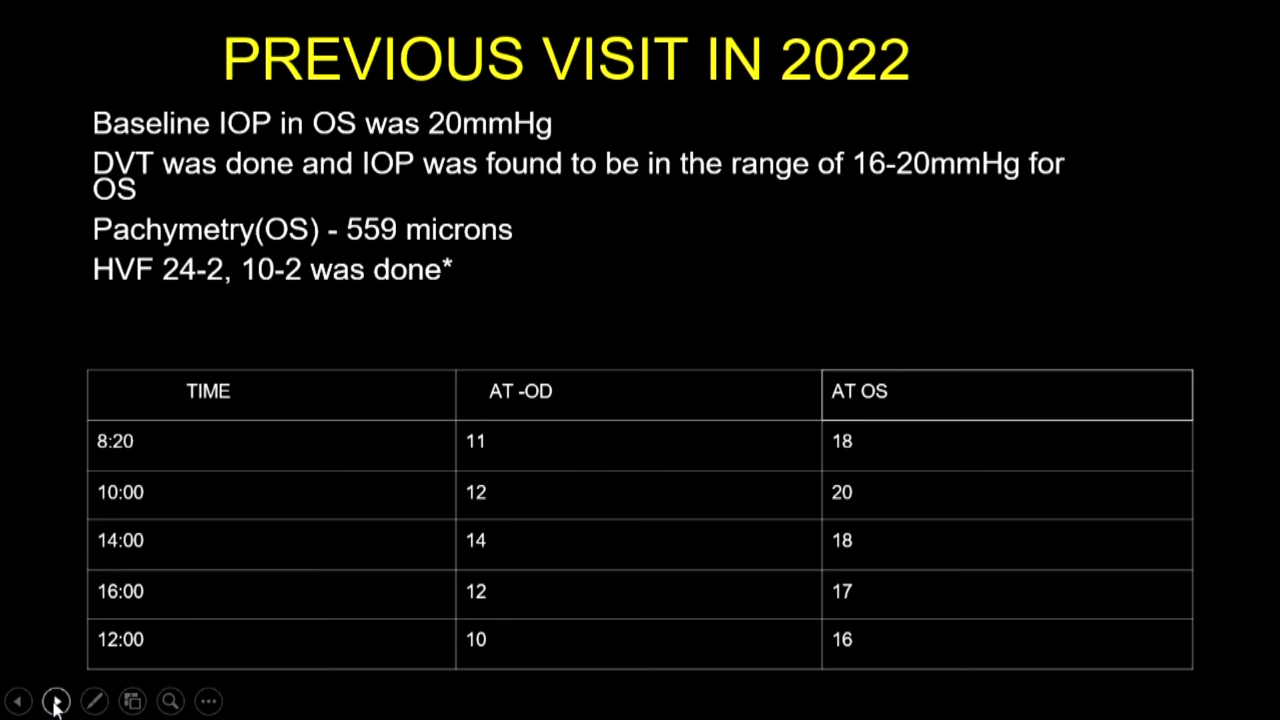 PREVIOUS VISIT IN 2022
Baseline IOP in OS was 20mmHg
DVT was done and IOP was found to be in the range of 16-20mmHg for
OS
Pachymetry(OS) - 559 microns
HVF 24-2, 10-2 was done*
TIME AT -OD AT OS
8:20 11 18
10:00 12 20
14:00 14 18
16:00 12 17
12:00 10 16